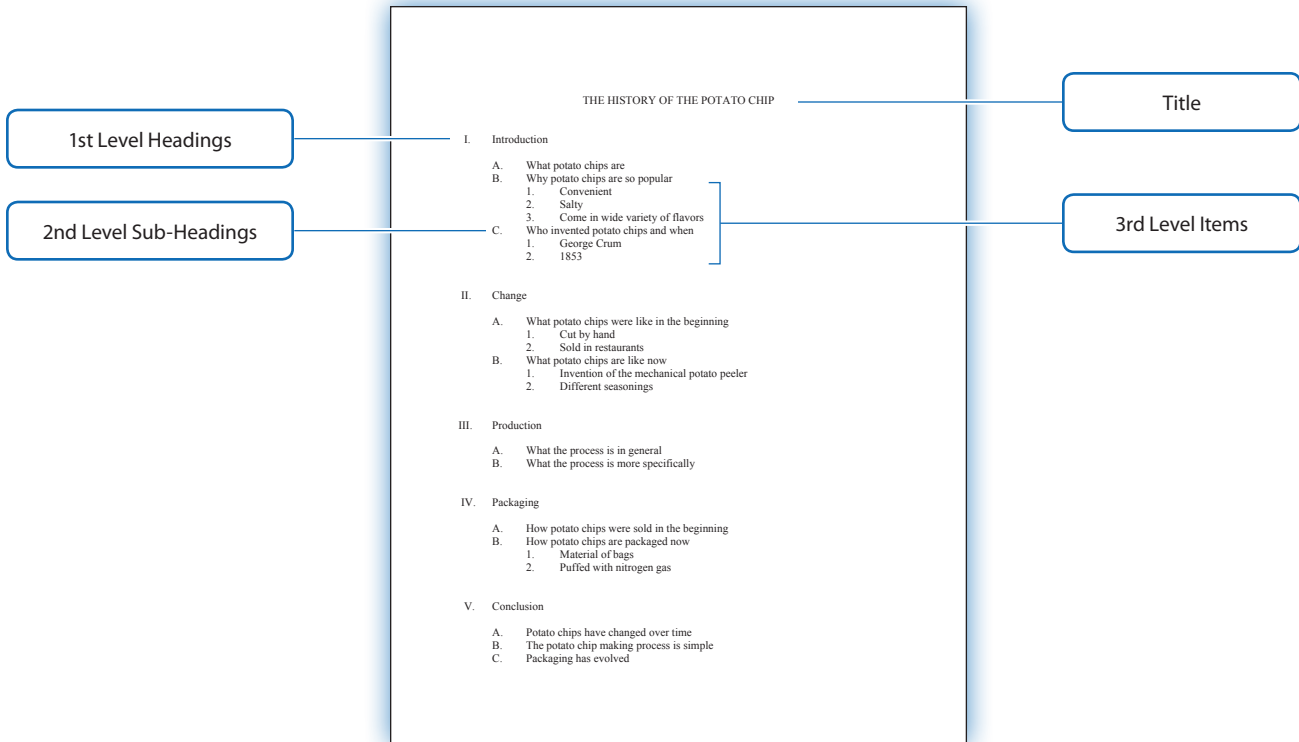 THE HISTORY OF THE POTATO CHIP
Title
1st Level Headings
I. Introduction
A. What potato chips are
B. Why potato chips are so popular
1. Convenient
2. Salty
3. Come in wide variety of flavors
2nd Level Sub-Headings
C. Who invented potato chips and when
3rd Level Items
1. George Crum
2. 1853
II. Change
A. What potato chips were like in the beginning
1. Cut by hand
2. Sold in restaurants
B. What potato chips are like now
1. Invention of the mechanical potato peeler
2. Different seasonings
III. Production
A. What the process is in general
B. What the process is more specifically
IV. Packaging
A. How potato chips were sold in the beginning
B. How potato chips are packaged now
1. Material of bags
2. Puffed with nitrogen gas
V. Conclusion
A. Potato chips have changed over time
B. The potato chip making process is simple
C. Packaging has evolved